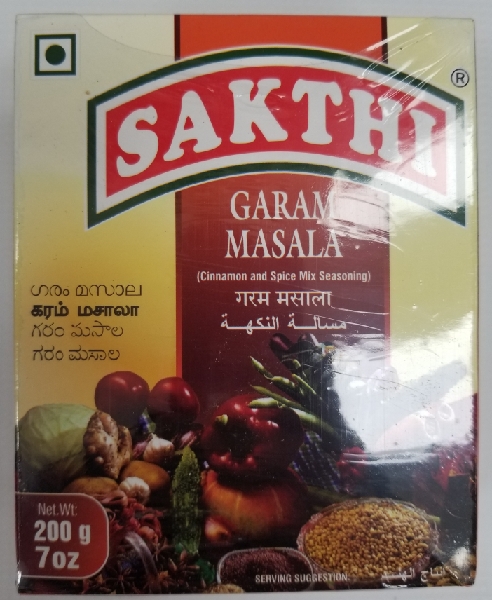 SAKTHI
®
GARAM
MASALA
(Cinnamon and Spice Mix Seasoning)
गरम मसाला
مسالة النكهة
ഗരം മസാല
கரம் மசாலா
గరం మసాల
ಗರಂ ಮಸಾಲ
Net.Wt:
200 g
7oz
SERVING SUGGESTION: